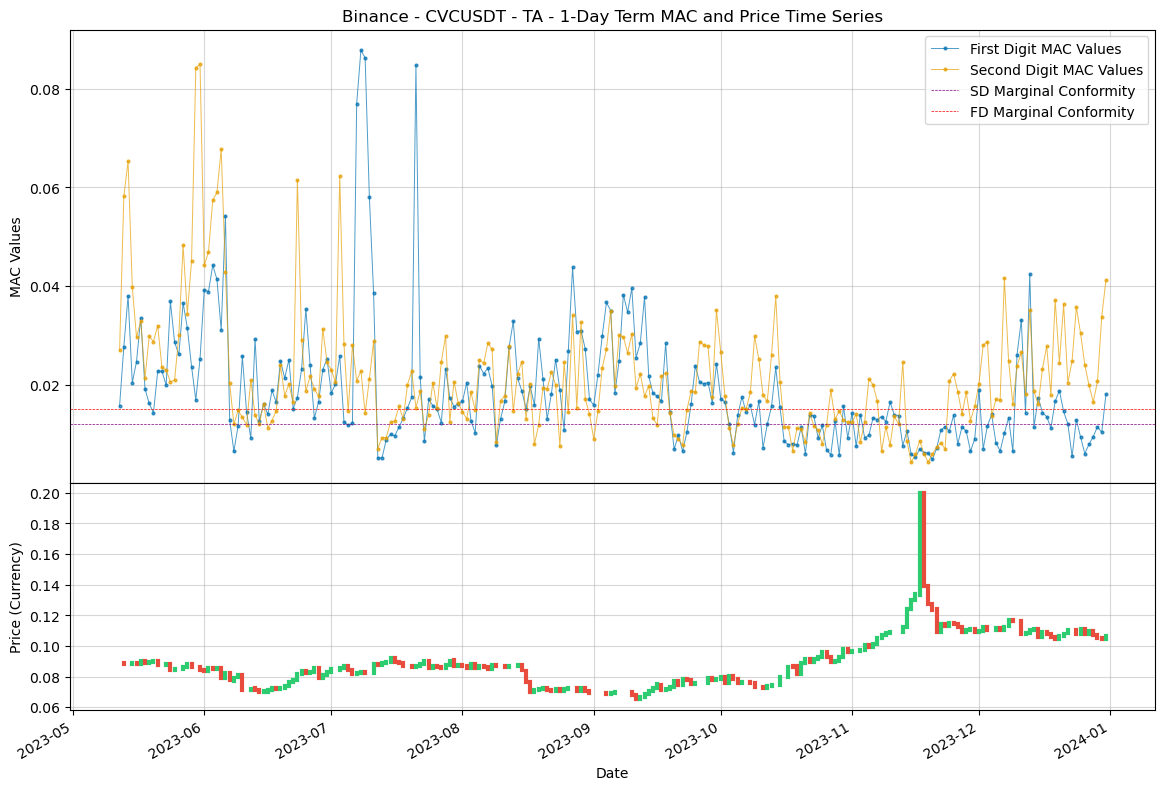 Binance - CVCUSDT - TA - 1-Day Term MAC and Price Time Series
First Digit MAC Values
Second Digit MAC Values
SD Marginal Conformity
FD Marginal Conformity
MAC Values
0.08
0.06
0.04
0.02
Price (Currency)
0.20
0.18
0.16
0.14
0.12
0.10
0.08
0.06
2023-05
2023-06
2023-07
2023-08
2023-09
2023-10
2023-11
2023-12
2024-01
Date